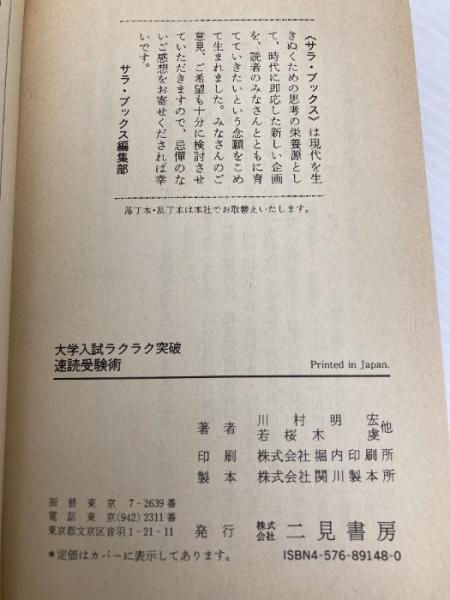 《サラ・ブックス》は現代を生
きぬくための思考の栄養源とし
て、時代に即応した新しい企画
を、読者のみなさんとともに育
てていきたいという念願をこめ
て生まれました。みなさんのご
意見、ご希望も十分に検討させ
ていただきますので、忌憚のな
いご感想をお寄せくだされば幸
いです。
サラ・ブックス編集部
落丁本・乱丁本は本社でお取替えいたします。
大学入試ラクラク突破
速読受験術
Printed in Japan.
著者 川村明宏
若桜木虔 他
印刷 株式会社 堀内印刷所
製本 株式会社 関川製本所
振替東京 7-2639番
電話 東京(942)2311番
東京都文京区音羽1-21-11
発行 株式会社 二見書房
*定価はカバーに表示してあります。
ISBN4-576-89148-0